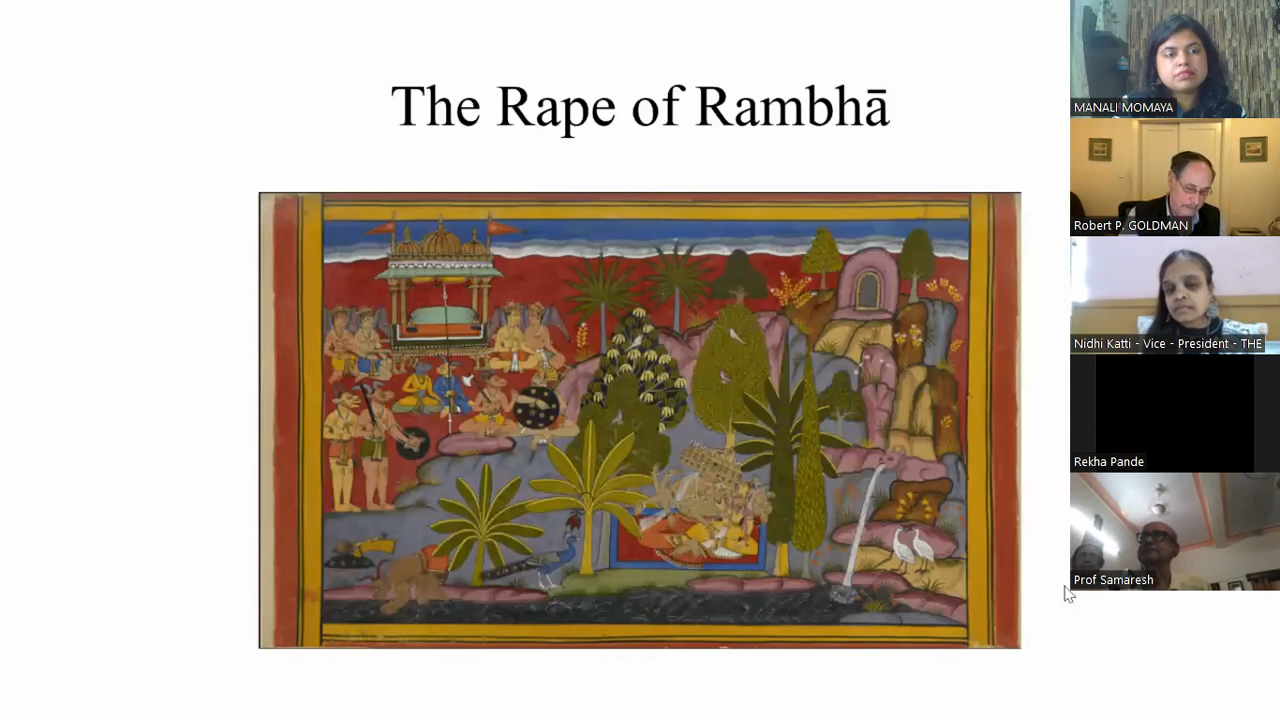 The Rape of Rambhā
MANALI MOMAYA
Robert P. GOLDMAN
Nidhi Katti - Vice - President - THE
Rekha Pande
Prof Samaresh